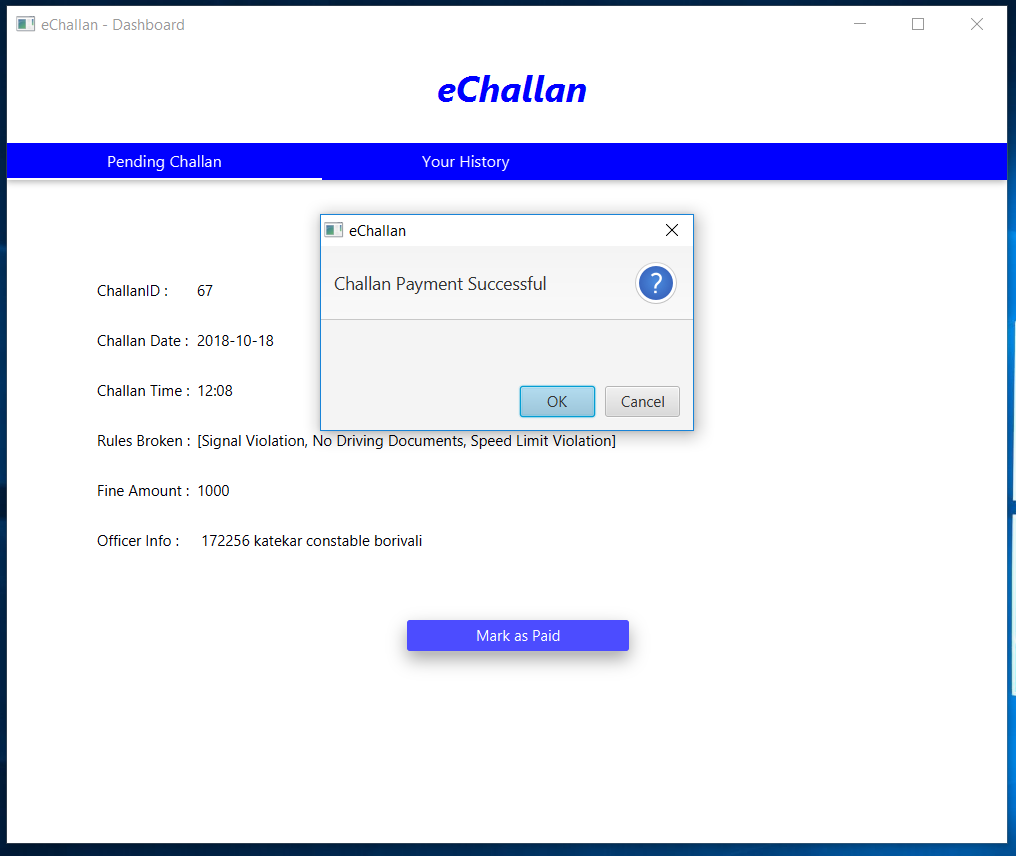 eChallan - Dashboard
eChallan
Pending Challan
Your History
eChallan
Challan Payment Successful
?
OK
Cancel
ChallanID : 67
Challan Date : 2018-10-18
Challan Time : 12:08
Rules Broken : [Signal Violation, No Driving Documents, Speed Limit Violation]
Fine Amount : 1000
Officer Info : 172256 katekar constable borivali
Mark as Paid